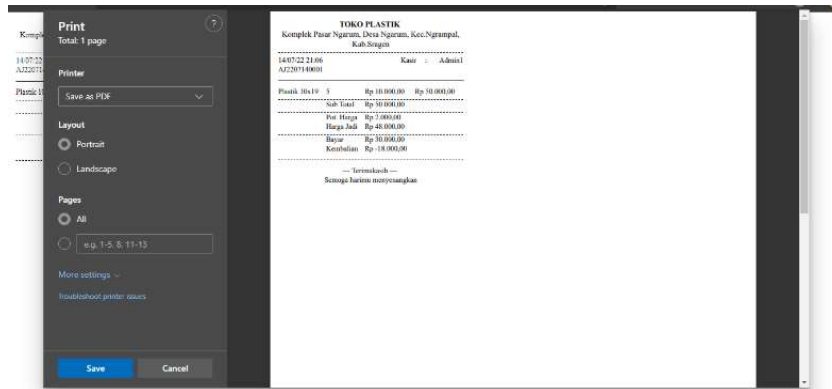 Print
Total: 1 page
?
Printer
Save as PDF
Layout
Portrait
Landscape
Pages
All
e.g. 1-5, 8, 11-13
More settings
Troubleshoot printer issues
Save
Cancel
TOKO PLASTIK
Komplek Pasar Ngarum, Desa Ngarum, Kec.Ngrampal,
Kab.Sragen
14/07/22 21:06 Kasir : Admin1
AJ2207140001
Plastik 10x19 5 Rp 10.000,00 Rp 50.000,00
Sub Total Rp 50.000,00
Pot. Harga Rp 2.000,00
Harga Jadi Rp 48.000,00
Bayar Rp 30.000,00
Kembalian Rp -18.000,00
--- Terimakasih ---
Semoga harimu menyenangkan